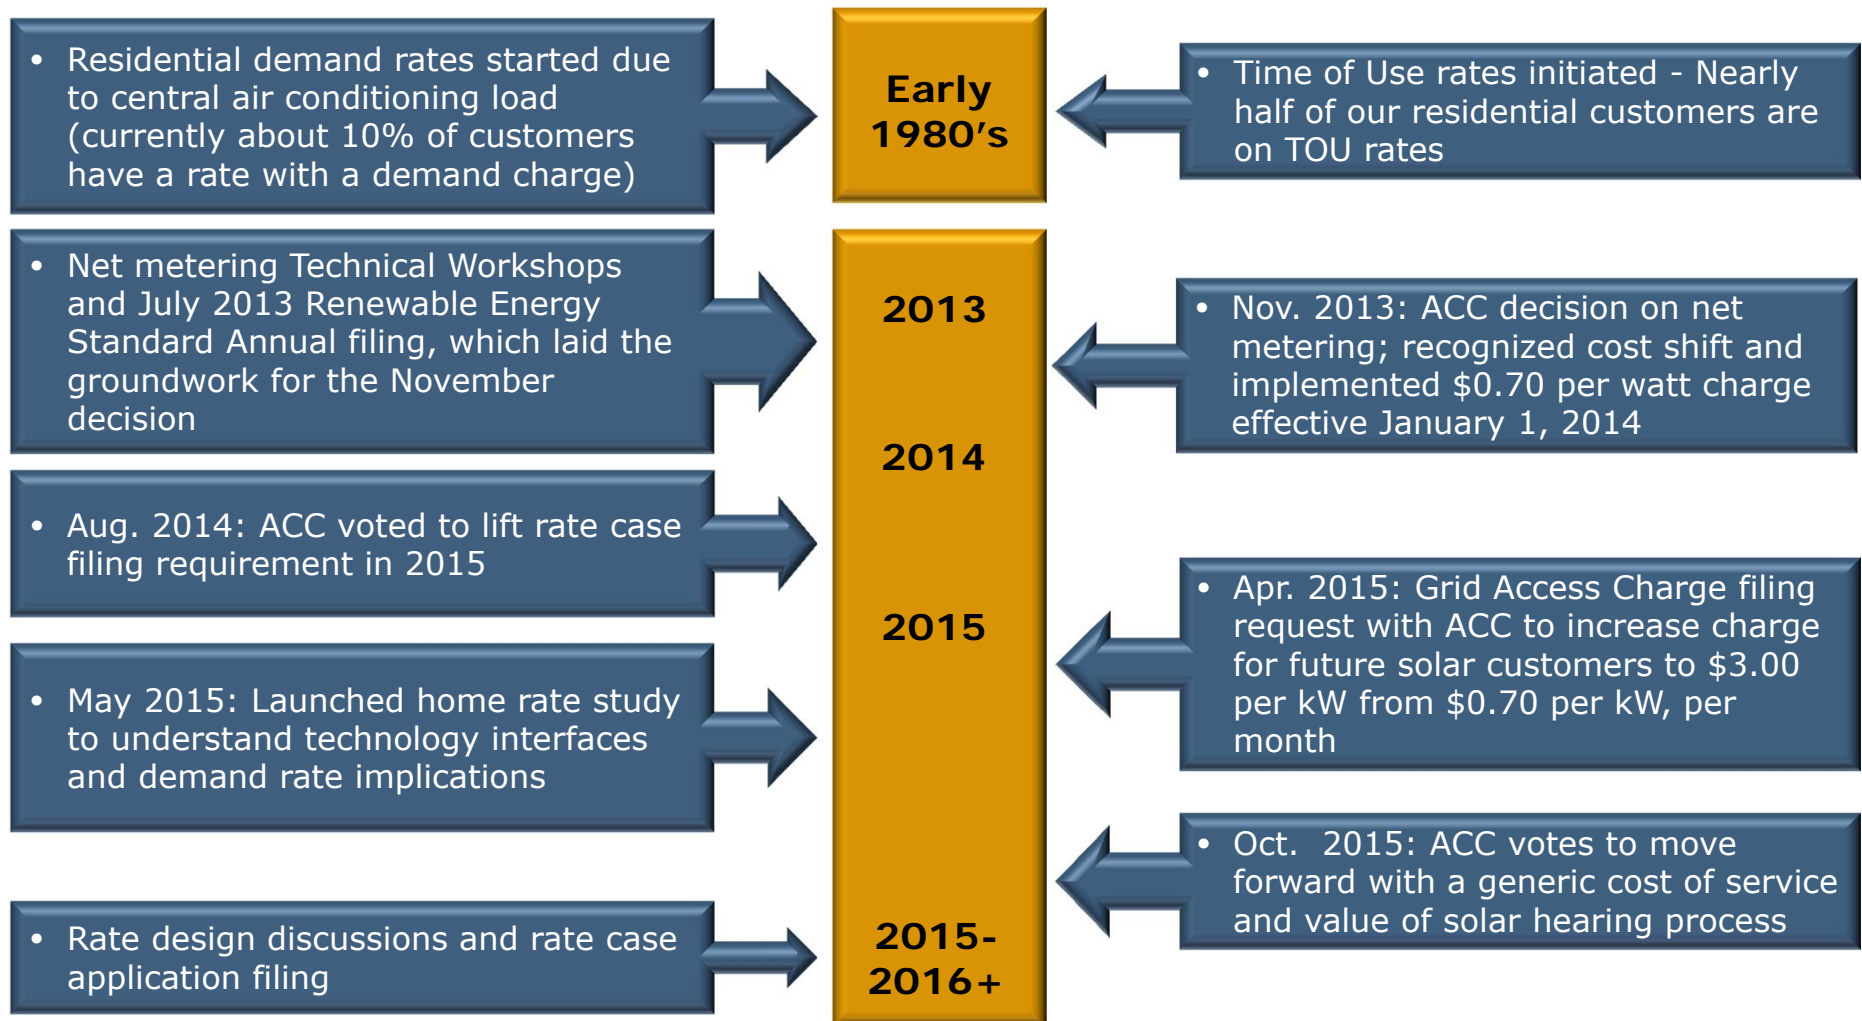 • Residential demand rates started due
to central air conditioning load
(currently about 10% of customers
have a rate with a demand charge)
Early
1980’s
• Time of Use rates initiated - Nearly
half of our residential customers are
on TOU rates
• Net metering Technical Workshops
and July 2013 Renewable Energy
Standard Annual filing, which laid the
groundwork for the November
decision
2013
• Nov. 2013: ACC decision on net
metering; recognized cost shift and
implemented $0.70 per watt charge
effective January 1, 2014
2014
• Aug. 2014: ACC voted to lift rate case
filing requirement in 2015
2015
• Apr. 2015: Grid Access Charge filing
request with ACC to increase charge
for future solar customers to $3.00
per kW from $0.70 per kW, per
month
• May 2015: Launched home rate study
to understand technology interfaces
and demand rate implications
• Oct. 2015: ACC votes to move
forward with a generic cost of service
and value of solar hearing process
• Rate design discussions and rate case
application filing
2015-
2016+